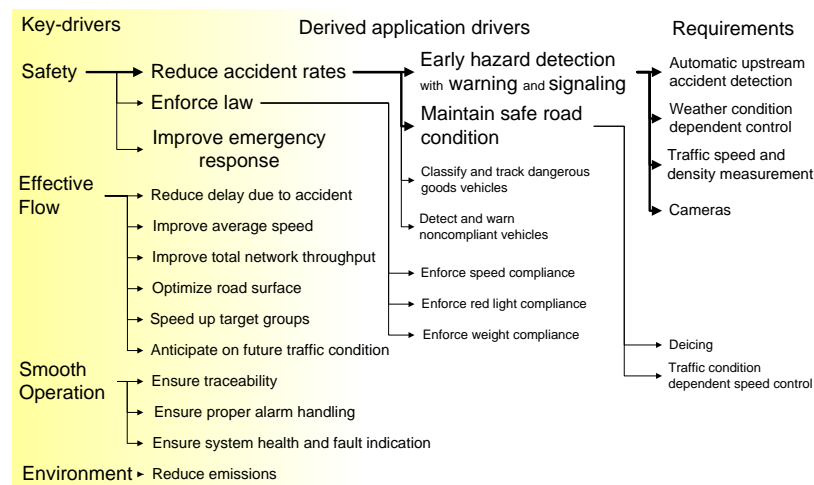 Key-drivers
Derived application drivers
Requirements
Safety
Reduce accident rates
Enforce law
Improve emergency
response
Effective
Flow
Reduce delay due to accident
Improve average speed
Improve total network throughput
Optimize road surface
Speed up target groups
Anticipate on future traffic condition
Smooth
Operation
Ensure traceability
Ensure proper alarm handling
Ensure system health and fault indication
Environment
Reduce emissions
Early hazard detection
with warning and signaling
Maintain safe road
condition
Classify and track dangerous
goods vehicles
Detect and warn
noncompliant vehicles
Enforce speed compliance
Enforce red light compliance
Enforce weight compliance
Automatic upstream
accident detection
Weather condition
dependent control
Traffic speed and
density measurement
Cameras
Deicing
Traffic condition
dependent speed control